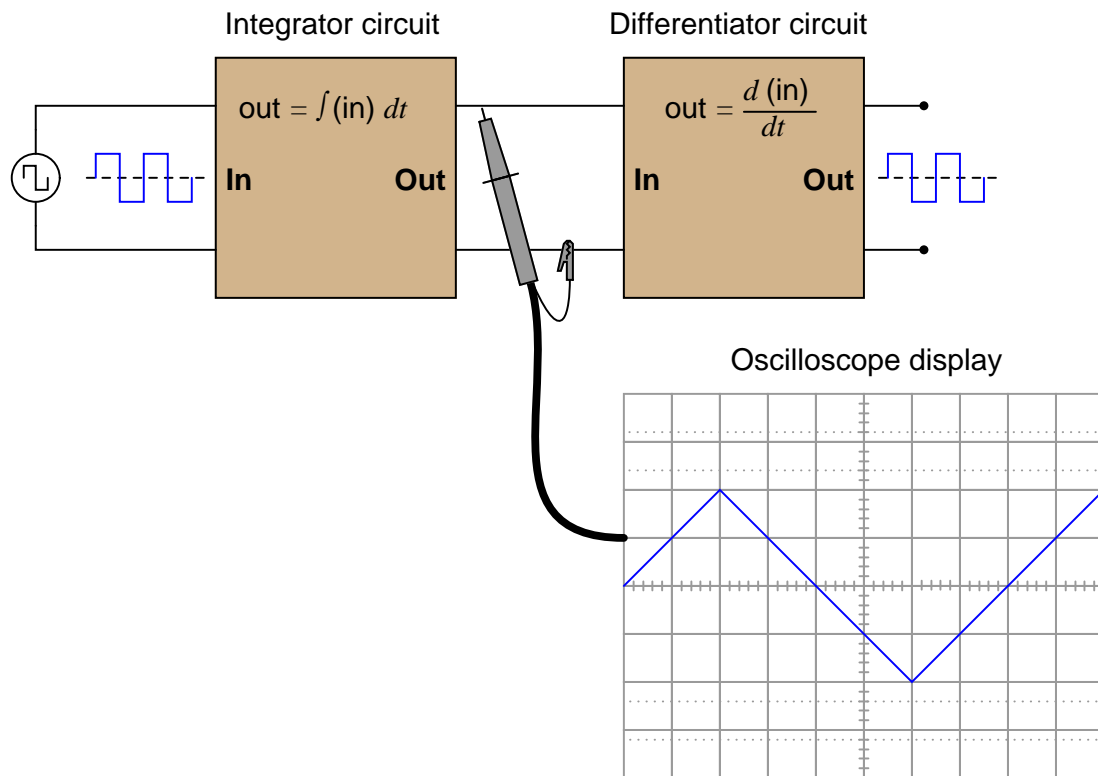 Integrator circuit
Differentiator circuit
out = ∫ (in) dt
out = d (in) / dt
In
Out
In
Out
Oscilloscope display